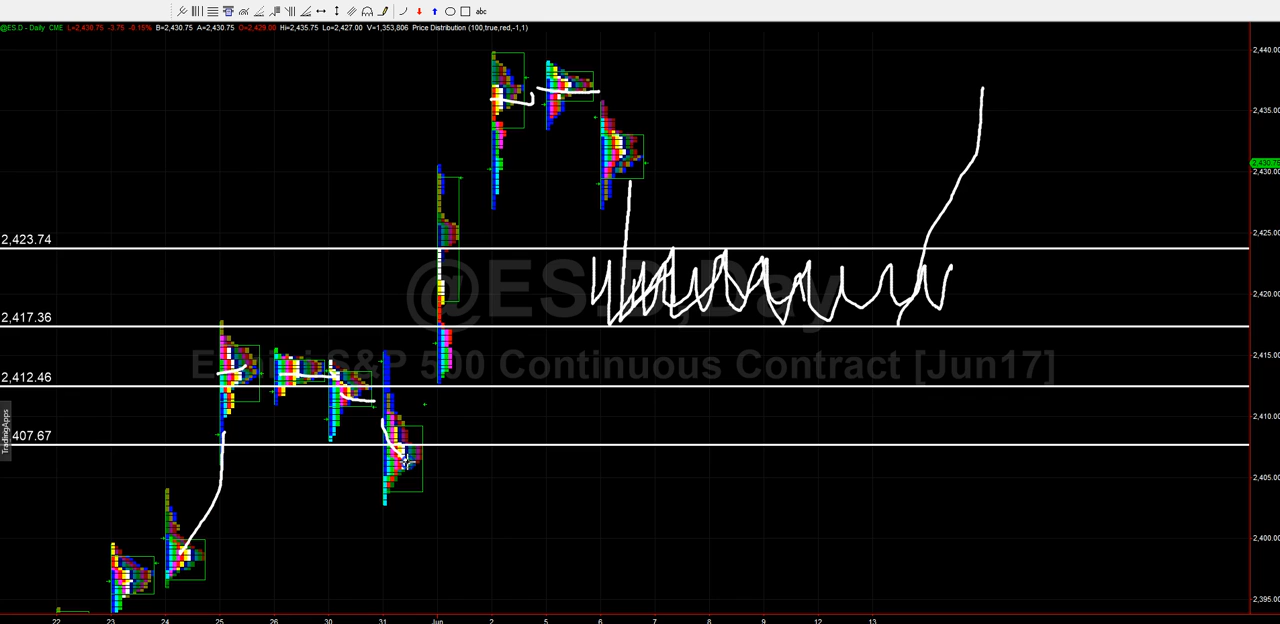 abc
@ES.D - Daily CME L=2,430.75 -3.75 -0.15% B=2,430.75 A=2,430.75 O=2,429.00 Hi=2,435.75 Lo=2,427.00 V=1,353,806 Price Distribution (100,true,red,-1,1)
2,440.00
2,435.00
2,430.75
2,430.00
2,425.00
2,423.74
2,420.00
@ES.D,Day
2,417.36
2,415.00
S&P 500 Continuous Contract [Jun17]
2,412.46
2,410.00
407.67
TradingApps
2,405.00
2,400.00
2,395.00
22 23 24 25 26 30 31 Jun 2 5 6 7 8 9 12 13